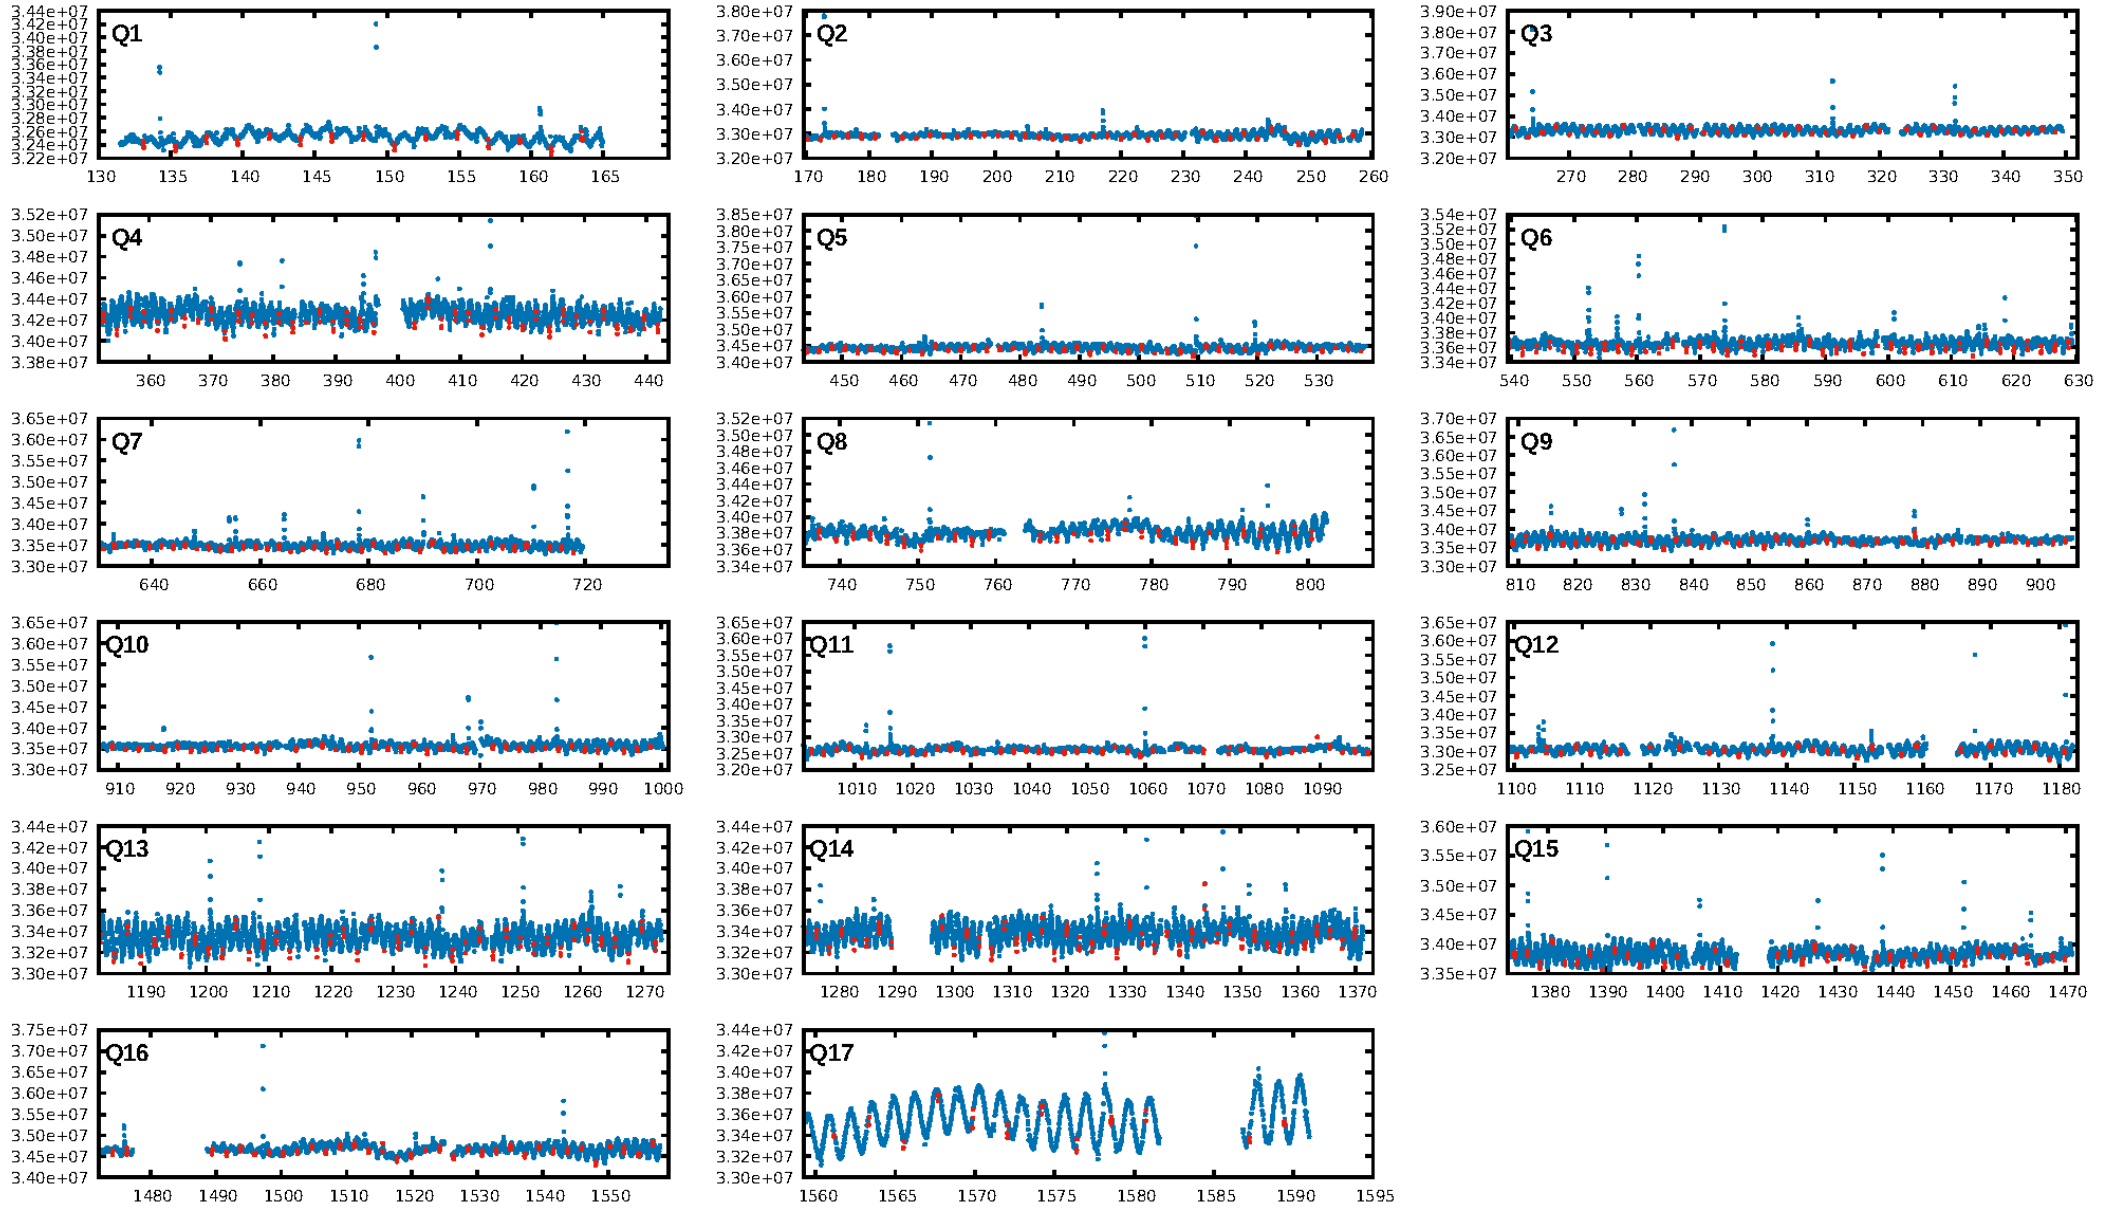 Q1
3.44e+07
3.42e+07
3.40e+07
3.38e+07
3.36e+07
3.34e+07
3.32e+07
3.30e+07
3.28e+07
3.26e+07
3.24e+07
3.22e+07
130 135 140 145 150 155 160 165
Q2
3.80e+07
3.70e+07
3.60e+07
3.50e+07
3.40e+07
3.30e+07
3.20e+07
170 180 190 200 210 220 230 240 250 260
Q3
3.90e+07
3.80e+07
3.70e+07
3.60e+07
3.50e+07
3.40e+07
3.30e+07
3.20e+07
270 280 290 300 310 320 330 340 350
Q4
3.52e+07
3.50e+07
3.48e+07
3.46e+07
3.44e+07
3.42e+07
3.40e+07
3.38e+07
360 370 380 390 400 410 420 430 440
Q5
3.85e+07
3.80e+07
3.75e+07
3.70e+07
3.65e+07
3.60e+07
3.55e+07
3.50e+07
3.45e+07
3.40e+07
450 460 470 480 490 500 510 520 530
Q6
3.54e+07
3.52e+07
3.50e+07
3.48e+07
3.46e+07
3.44e+07
3.42e+07
3.40e+07
3.38e+07
3.36e+07
3.34e+07
540 550 560 570 580 590 600 610 620 630
Q7
3.65e+07
3.60e+07
3.55e+07
3.50e+07
3.45e+07
3.40e+07
3.35e+07
3.30e+07
640 660 680 700 720
Q8
3.52e+07
3.50e+07
3.48e+07
3.46e+07
3.44e+07
3.42e+07
3.40e+07
3.38e+07
3.36e+07
3.34e+07
740 750 760 770 780 790 800
Q9
3.70e+07
3.65e+07
3.60e+07
3.55e+07
3.50e+07
3.45e+07
3.40e+07
3.35e+07
3.30e+07
810 820 830 840 850 860 870 880 890 900
Q10
3.65e+07
3.60e+07
3.55e+07
3.50e+07
3.45e+07
3.40e+07
3.35e+07
3.30e+07
910 920 930 940 950 960 970 980 990 1000
Q11
3.65e+07
3.60e+07
3.55e+07
3.50e+07
3.45e+07
3.40e+07
3.35e+07
3.30e+07
3.25e+07
3.20e+07
1010 1020 1030 1040 1050 1060 1070 1080 1090
Q12
3.65e+07
3.60e+07
3.55e+07
3.50e+07
3.45e+07
3.40e+07
3.35e+07
3.30e+07
3.25e+07
1100 1110 1120 1130 1140 1150 1160 1170 1180
Q13
3.44e+07
3.42e+07
3.40e+07
3.38e+07
3.36e+07
3.34e+07
3.32e+07
3.30e+07
1190 1200 1210 1220 1230 1240 1250 1260 1270
Q14
3.44e+07
3.42e+07
3.40e+07
3.38e+07
3.36e+07
3.34e+07
3.32e+07
3.30e+07
1280 1290 1300 1310 1320 1330 1340 1350 1360 1370
Q15
3.60e+07
3.55e+07
3.50e+07
3.45e+07
3.40e+07
3.35e+07
1380 1390 1400 1410 1420 1430 1440 1450 1460 1470
Q16
3.75e+07
3.70e+07
3.65e+07
3.60e+07
3.55e+07
3.50e+07
3.45e+07
3.40e+07
1480 1490 1500 1510 1520 1530 1540 1550
Q17
3.44e+07
3.42e+07
3.40e+07
3.38e+07
3.36e+07
3.34e+07
3.32e+07
3.30e+07
1560 1565 1570 1575 1580 1585 1590 1595